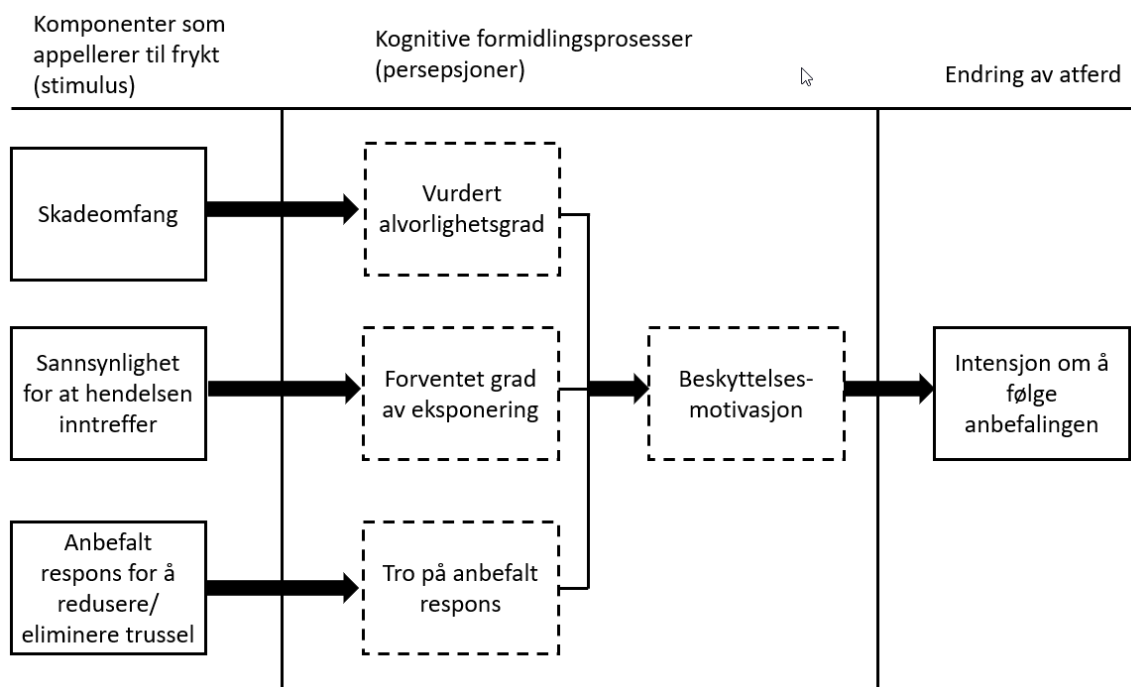 Komponenter som
appellerer til frykt
(stimulus)
Kognitive formidlingsprosesser
(persepsjoner)
Endring av atferd
Skadeomfang
Vurdert
alvorlighetsgrad
Sannsynlighet
for at hendelsen
inntreffer
Forventet grad
av eksponering
Beskyttelses-
motivasjon
Intensjon om å
følge
anbefalingen
Anbefalt
respons for å
redusere/
eliminere trussel
Tro på anbefalt
respons